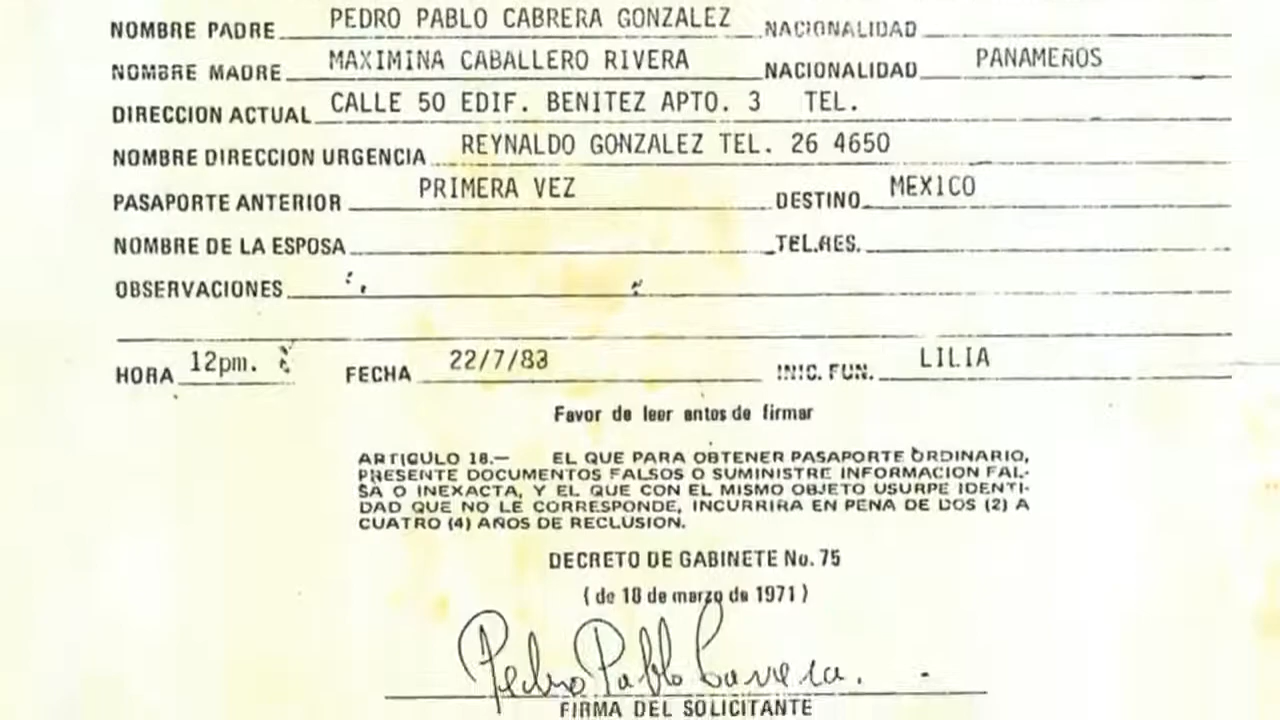 NOMBRE PADRE PEDRO PABLO CABRERA GONZALEZ NACIONALIDAD
NOMBRE MADRE MAXIMINA CABALLERO RIVERA NACIONALIDAD PANAMEÑOS
DIRECCION ACTUAL CALLE 50 EDIF. BENITEZ APTO. 3 TEL.
NOMBRE DIRECCION URGENCIA REYNALDO GONZALEZ TEL. 26 4650
PASAPORTE ANTERIOR PRIMERA VEZ DESTINO MEXICO
NOMBRE DE LA ESPOSA TEL.RES.
OBSERVACIONES
HORA 12pm. FECHA 22/7/83 INIC. FUN. LILIA
Favor de leer antos de firmar
ARTIGULO 18.— EL QUE PARA OBTENER PASAPORTE ORDINARIO,
PRESENTE DOCUMENTOS FALSOS O SUMINISTRE INFORMACION FAL-
SA O INEXACTA, Y EL QUE CON EL MISMO OBJETO USURPE IDENTI-
DAD QUE NO LE CORRESPONDE, INCURRIRA EN PENA DE DOS (2) A
CUATRO (4) AÑOS DE RECLUSION.
DECRETO DE GABINETE No. 75
( de 18 de marzo de 1971 )
Pedro Pablo Cavrera.
FIRMA DEL SOLICITANTE